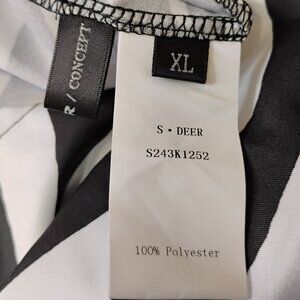 R / CONCEPT
XL
S • DEER
S243K1252
100% Polyester